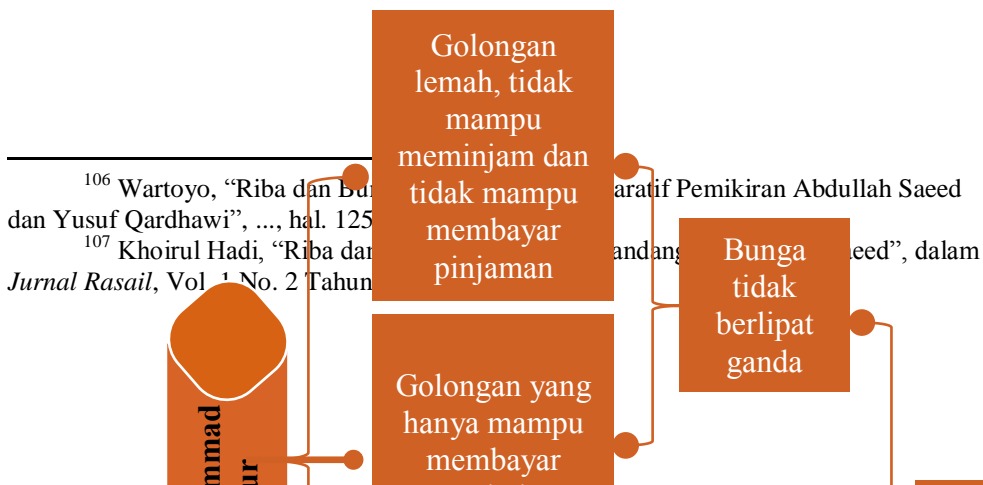 Golongan
lemah, tidak
mampu
meminjam dan
tidak mampu
membayar
pinjaman
106 Wartoyo, “Riba dan aratif Pemikiran Abdullah Saeed
dan Yusuf Qardhawi”, ..., hal. 125
107 Khoirul Hadi, “Riba dan andang eed”, dalam
Jurnal Rasail, Vol. 1 No. 2 Tahun
Bunga
tidak
berlipat
ganda
Golongan yang
hanya mampu
membayar
mmad
ur